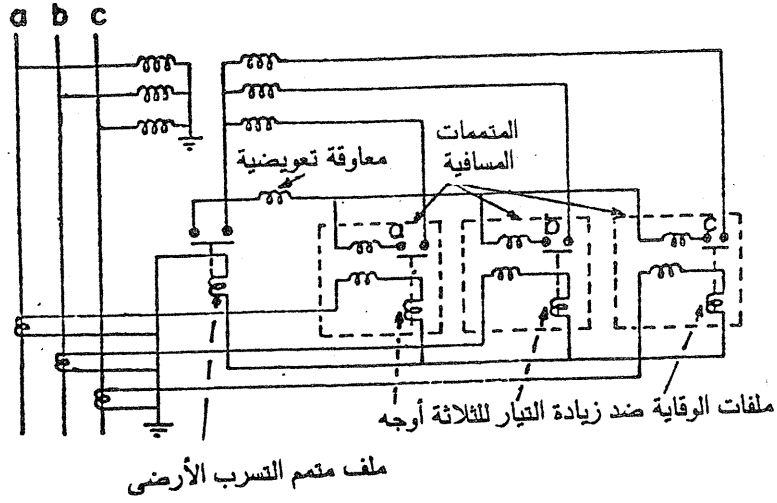 a b c
المتممات
المسافية
معاوقة تعويضية
a b c
ملفات الوقاية ضد زيادة التيار للثلاثة أوجه
ملف متمم التسرب الأرضى